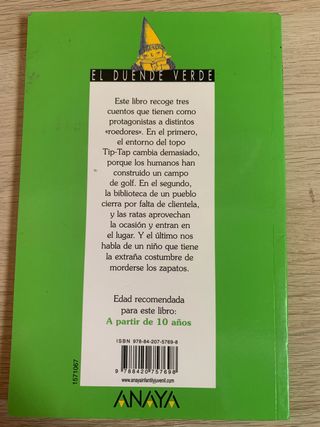 EL DUENDE VERDE
Este libro recoge tres
cuentos que tienen como
protagonistas a distintos
«roedores». En el primero,
el entorno del topo
Tip-Tap cambia demasiado,
porque los humanos han
construido un campo
de golf. En el segundo,
la biblioteca de un pueblo
cierra por falta de clientela,
y las ratas aprovechan
la ocasión y entran en
el lugar. Y el último nos
habla de un niño que tiene
la extraña costumbre de
morderse los zapatos.
Edad recomendada
para este libro:
A partir de 10 años
ISBN 978-84-207-5769-8
9 788420 757698
www.anayainfantilyjuvenil.com
1571067
ANAYA